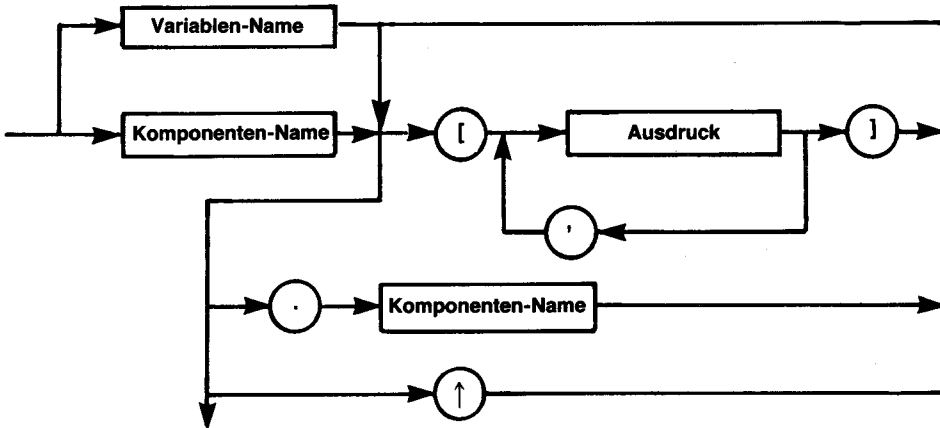 Variablen-Name
Komponenten-Name [ Ausdruck ]
,
. Komponenten-Name
↑